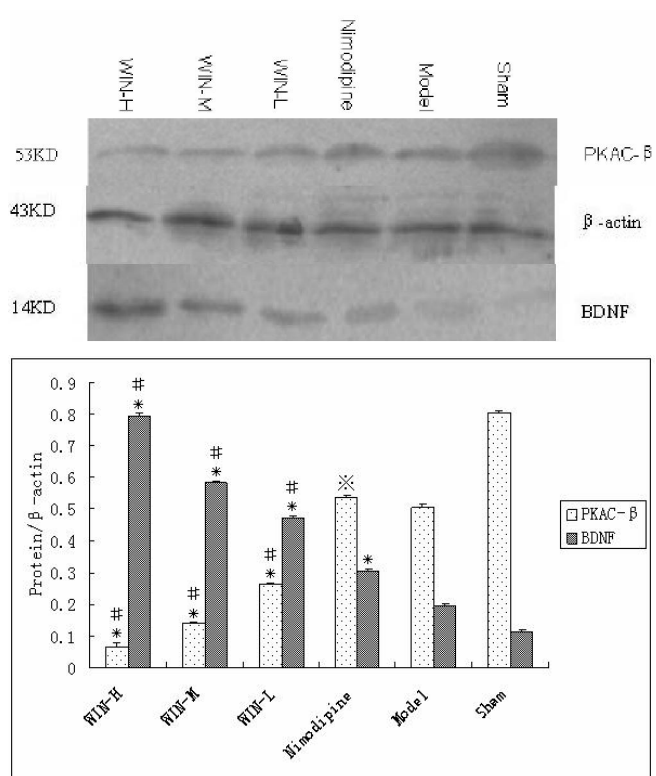 WIN-H WIN-M WIN-L Nimodipine Model Sham
53KD PKAC-β
43KD β-actin
14KD BDNF
0.9
0.8
0.7
0.6
0.5
0.4
0.3
0.2
0.1
0
Protein/β-actin
# * # * # * # * # * # * ※ *
PKAC-β
BDNF
WIN-H WIN-M WIN-L Nimodipine Model Sham